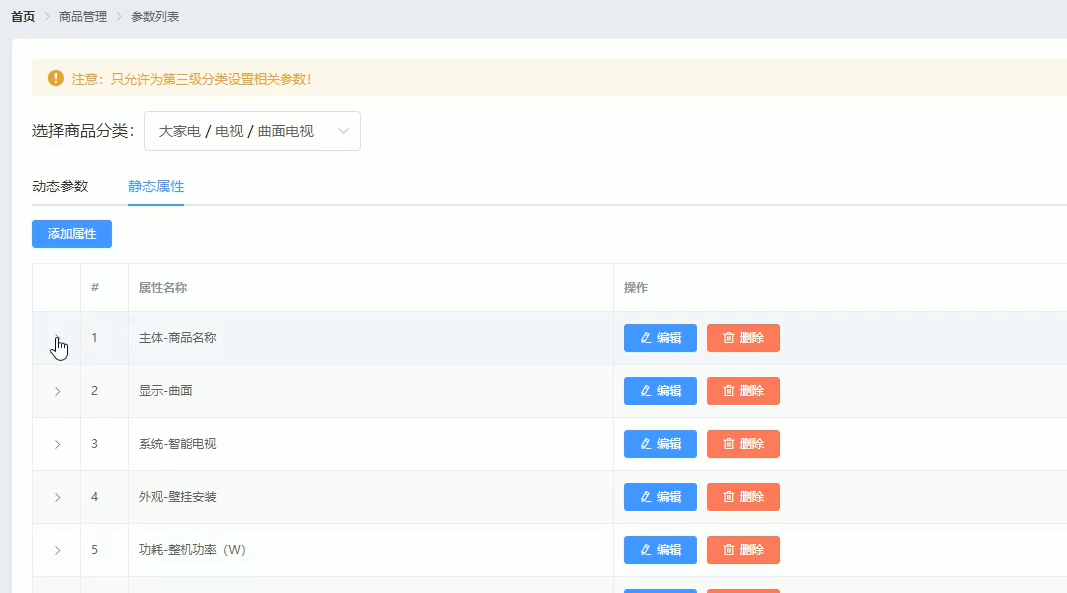 首页 > 商品管理 > 参数列表
注意：只允许为第三级分类设置相关参数！
选择商品分类： 大家电 / 电视 / 曲面电视
动态参数 静态属性
添加属性
# 属性名称 操作
1 主体-商品名称 编辑 删除
2 显示-曲面 编辑 删除
3 系统-智能电视 编辑 删除
4 外观-壁挂安装 编辑 删除
5 功耗-整机功率（W） 编辑 删除